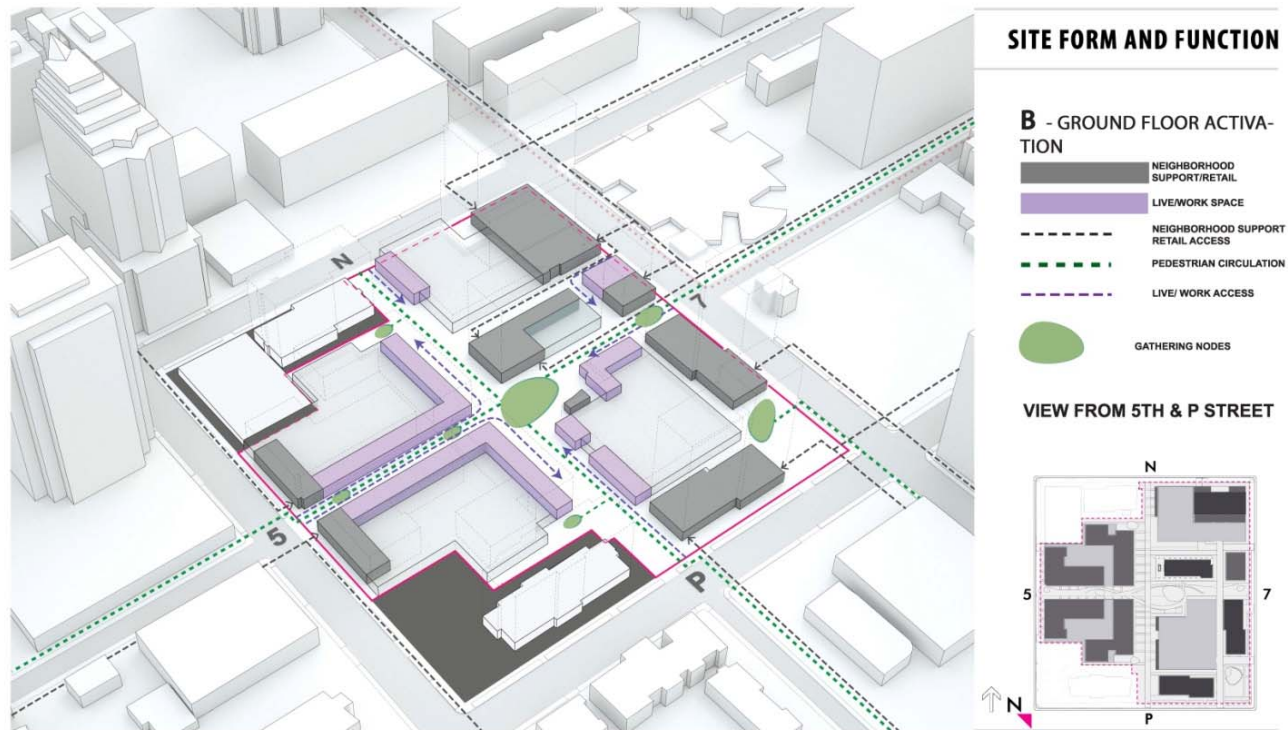 SITE FORM AND FUNCTION
B - GROUND FLOOR ACTIVA-
TION
NEIGHBORHOOD
SUPPORT/RETAIL
LIVE/WORK SPACE
NEIGHBORHOOD SUPPORT
RETAIL ACCESS
PEDESTRIAN CIRCULATION
LIVE/ WORK ACCESS
GATHERING NODES
VIEW FROM 5TH & P STREET
N
5
7
P
N
N
7
5
P